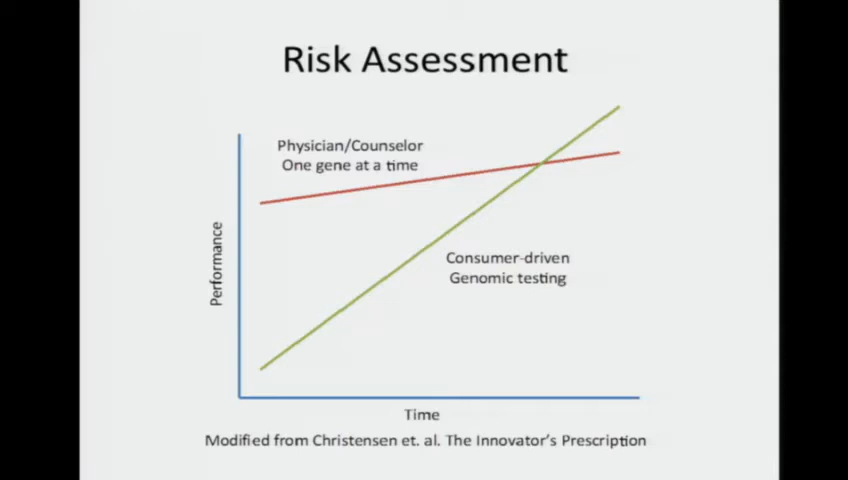 Risk Assessment
Physician/Counselor
One gene at a time
Consumer-driven
Genomic testing
Performance
Time
Modified from Christensen et. al. The Innovator's Prescription